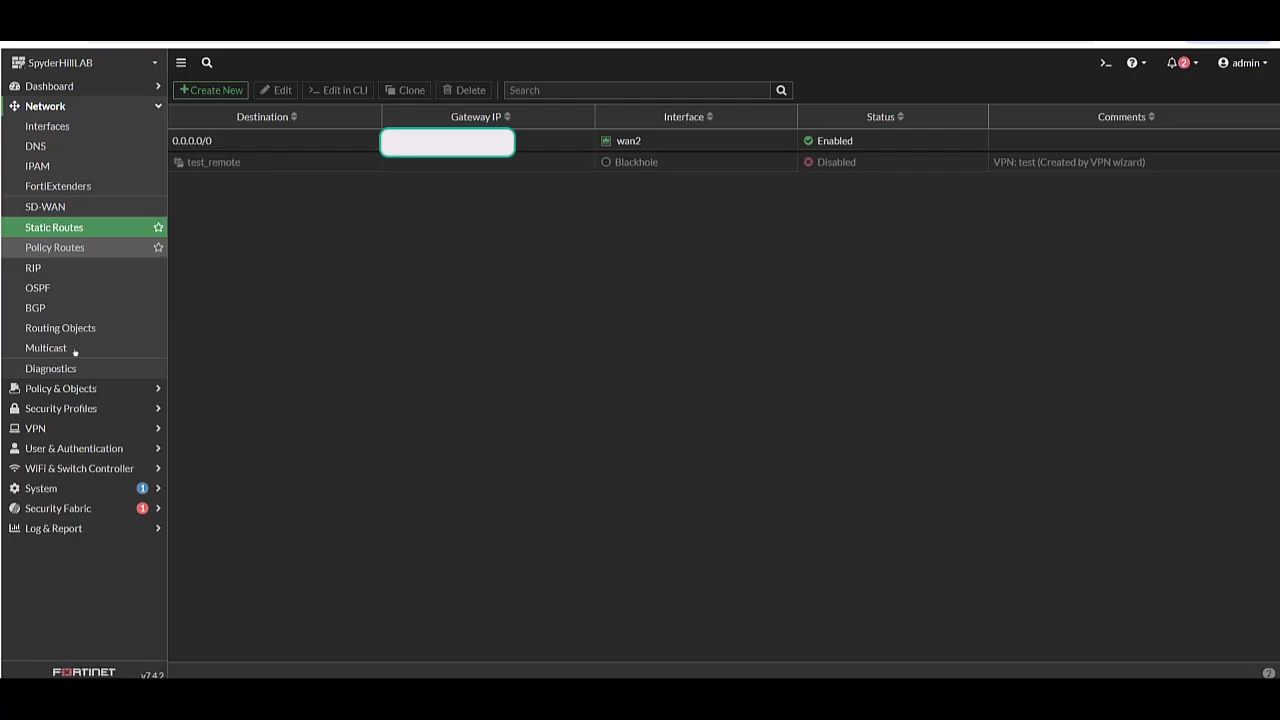 SpyderHillLAB
Dashboard
Network
Interfaces
DNS
IPAM
FortiExtenders
SD-WAN
Static Routes
Policy Routes
RIP
OSPF
BGP
Routing Objects
Multicast
Diagnostics
Policy & Objects
Security Profiles
VPN
User & Authentication
WiFi & Switch Controller
System 1
Security Fabric 1
Log & Report
FORTINET v7.4.2
>_ ? 2 admin
+Create New Edit >_ Edit in CLI Clone Delete Search
Destination Gateway IP Interface Status Comments
0.0.0.0/0 wan2 Enabled
test_remote Blackhole Disabled VPN: test (Created by VPN wizard)
2